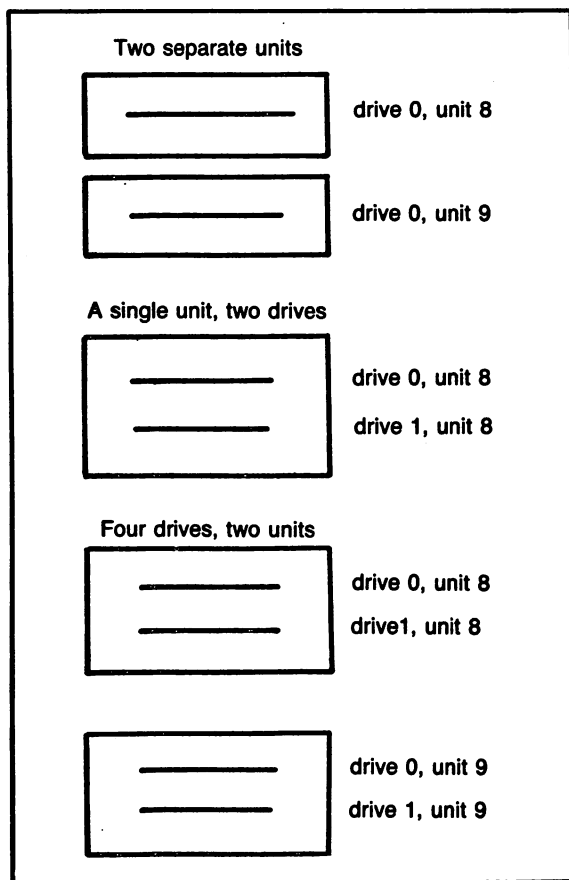 Two separate units
drive 0, unit 8
drive 0, unit 9
A single unit, two drives
drive 0, unit 8
drive 1, unit 8
Four drives, two units
drive 0, unit 8
drive1, unit 8
drive 0, unit 9
drive 1, unit 9